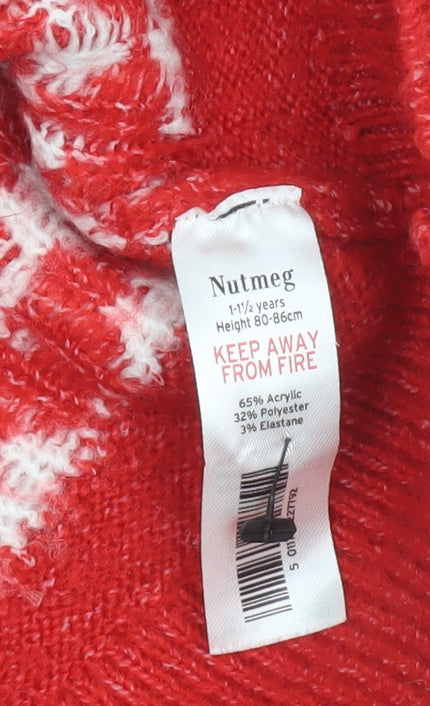 Nutmeg
1-1½ years
Height 80-86cm
KEEP AWAY
FROM FIRE
65% Acrylic
32% Polyester
3% Elastane